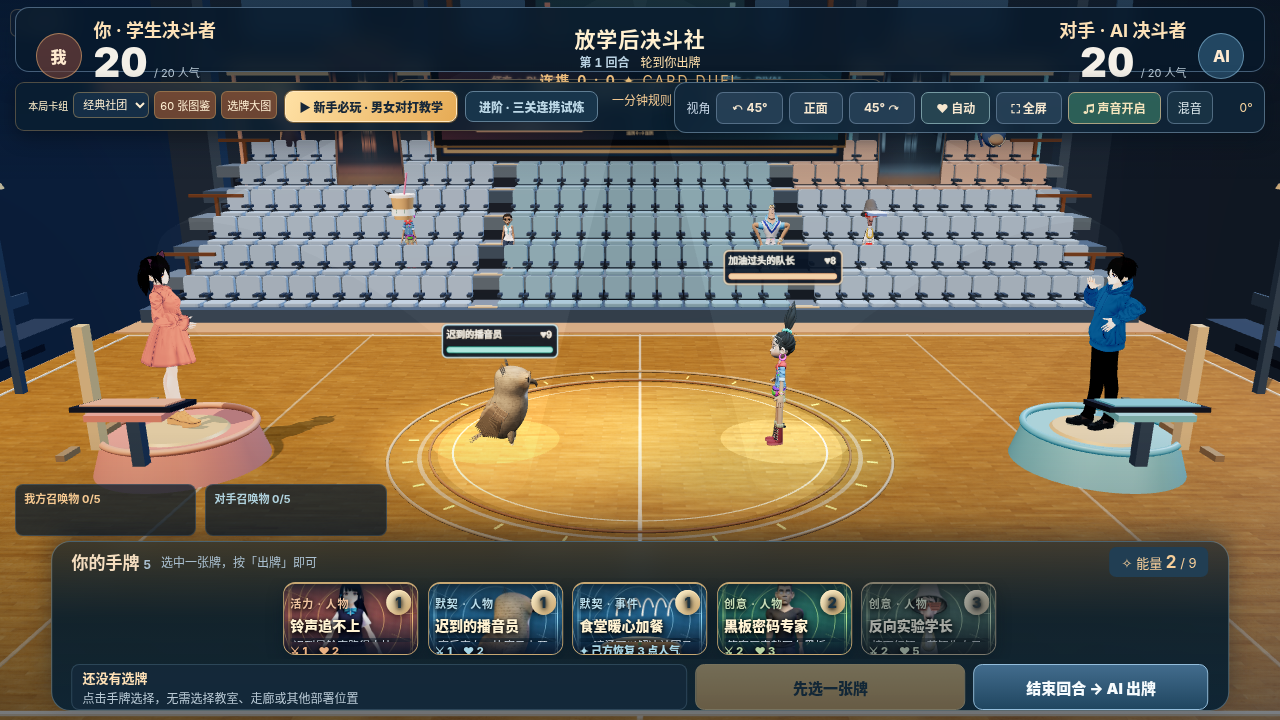 我
你 · 学生决斗者
20 / 20 人气
放学后决斗社
第 1 回合 轮到你出牌
对手 · AI 决斗者
20 / 20 人气
AI
连携 0 : 0 ✦ CARD DUEL
本局卡组
经典社团
60 张图鉴
选牌大图
▶ 新手必玩 · 男女对打教学
进阶 · 三关连携试炼
一分钟规则
视角
↶ 45°
正面
45° ↷
♥ 自动
⛶ 全屏
♫ 声音开启
混音
0°
加油过头的队长 ♥8
迟到的播音员 ♥9
我方召唤物 0/5
对手召唤物 0/5
你的手牌 5 选中一张牌，按「出牌」即可
✧ 能量 2 / 9
活力 · 人物 1
铃声追不上
⚔1 ♥2
默契 · 人物 1
迟到的播音员
⚔1 ♥2
默契 · 事件 1
食堂暖心加餐
✦ 己方恢复 3 点人气
创意 · 人物 2
黑板密码专家
⚔2 ♥3
创意 · 人物 3
反向实验学长
⚔2 ♥5
还没有选牌
点击手牌选择，无需选择教室、走廊或其他部署位置
先选一张牌
结束回合 → AI 出牌